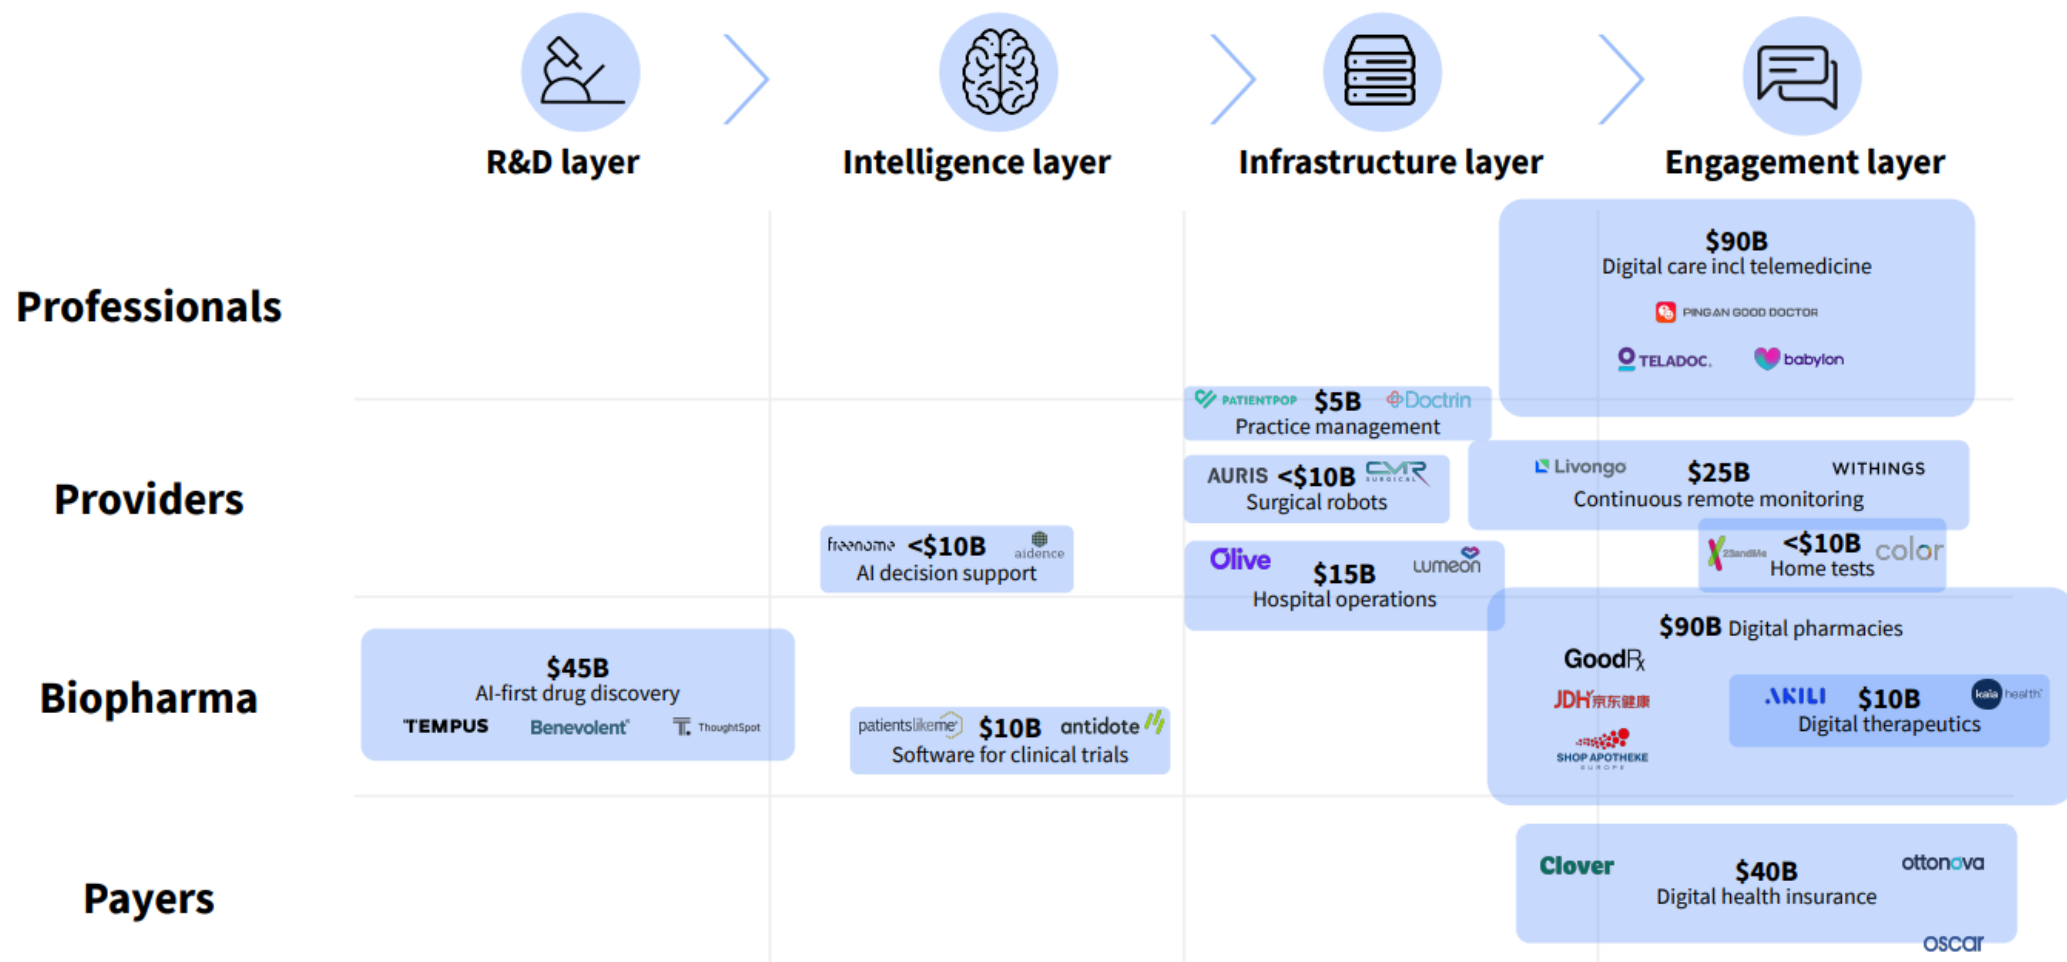 R&D layer
Intelligence layer
Infrastructure layer
Engagement layer
Professionals
$90B
Digital care incl telemedicine
PING AN GOOD DOCTOR
TELADOC.
babylon
PATIENTPOP $5B Doctrin
Practice management
Providers
AURIS <$10B CMR SURGICAL
Surgical robots
Livongo $25B WITHINGS
Continuous remote monitoring
freenome <$10B aidence
AI decision support
Olive $15B Lumeon
Hospital operations
23andMe <$10B color
Home tests
Biopharma
$45B
AI-first drug discovery
TEMPUS Benevolent T. ThoughtSpot
patientslikeme $10B antidote
Software for clinical trials
$90B Digital pharmacies
GoodRx
JDH 京东健康
SHOP APOTHEKE
EUROPE
AKILI $10B kaia health
Digital therapeutics
Payers
Clover $40B ottonova
Digital health insurance
oscar